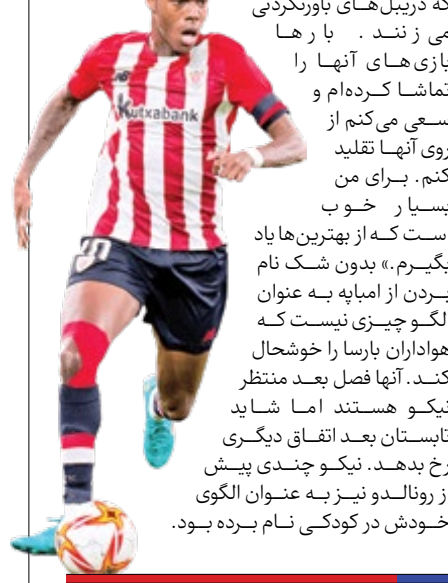 که دریبل‌های باورنکردنی
می‌زننند. بارها
بازی‌های آنها را
تماشا کرده‌ام و
سعی می‌کنم از
روی آنها تقلید
کنم. برای من
بسیار خوب
است که از بهترین‌ها یاد
بگیرم.» بدون شک نام
بردن از امباپه به عنوان
الگو چیزی نیست که
هواداران بارسا را خوشحال
کند. آنها فصل بعد منتظر
نیکو هستند اما شاید
تابستان بعد اتفاق دیگری
رخ بدهد. نیکو چندی پیش
از رونالدو نیز به عنوان الگوی
خودش در کودکی نام برده بود.
Kutxabank